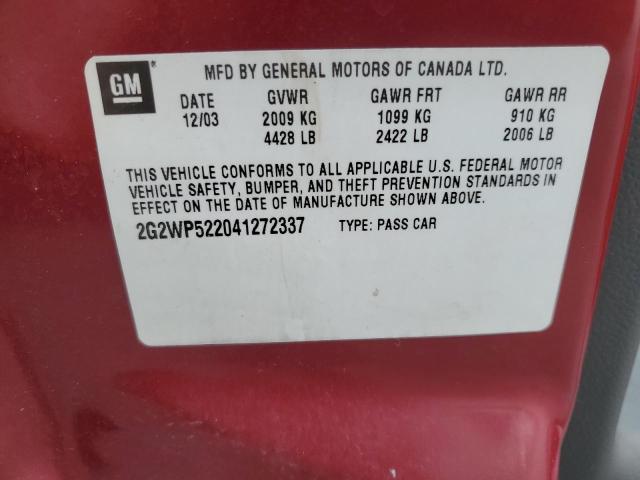 GM
MFD BY GENERAL MOTORS OF CANADA LTD.
DATE GVWR GAWR FRT GAWR RR
12/03 2009 KG 1099 KG 910 KG
4428 LB 2422 LB 2006 LB
THIS VEHICLE CONFORMS TO ALL APPLICABLE U.S. FEDERAL MOTOR
VEHICLE SAFETY, BUMPER, AND THEFT PREVENTION STANDARDS IN
EFFECT ON THE DATE OF MANUFACTURE SHOWN ABOVE.
2G2WP522041272337 TYPE: PASS CAR